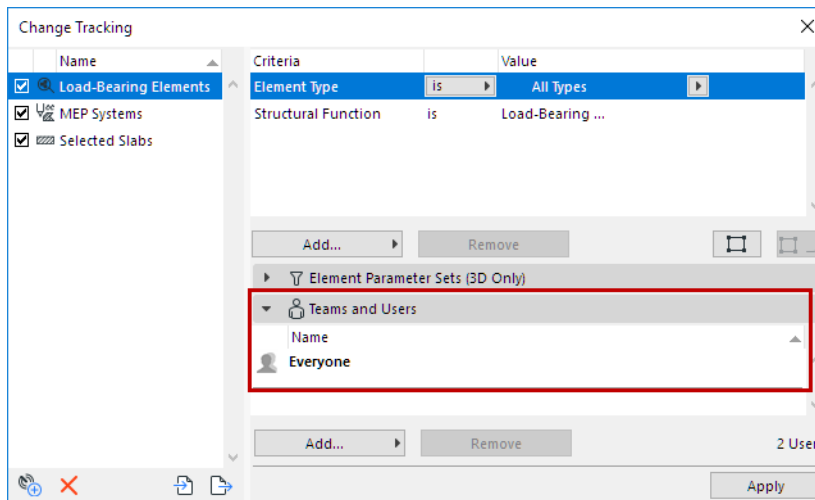 Change Tracking
Name
Load-Bearing Elements
MEP Systems
Selected Slabs
Criteria Value
Element Type is All Types
Structural Function is Load-Bearing ...
Add... Remove
Element Parameter Sets (3D Only)
Teams and Users
Name
Everyone
Add... Remove 2 User
Apply